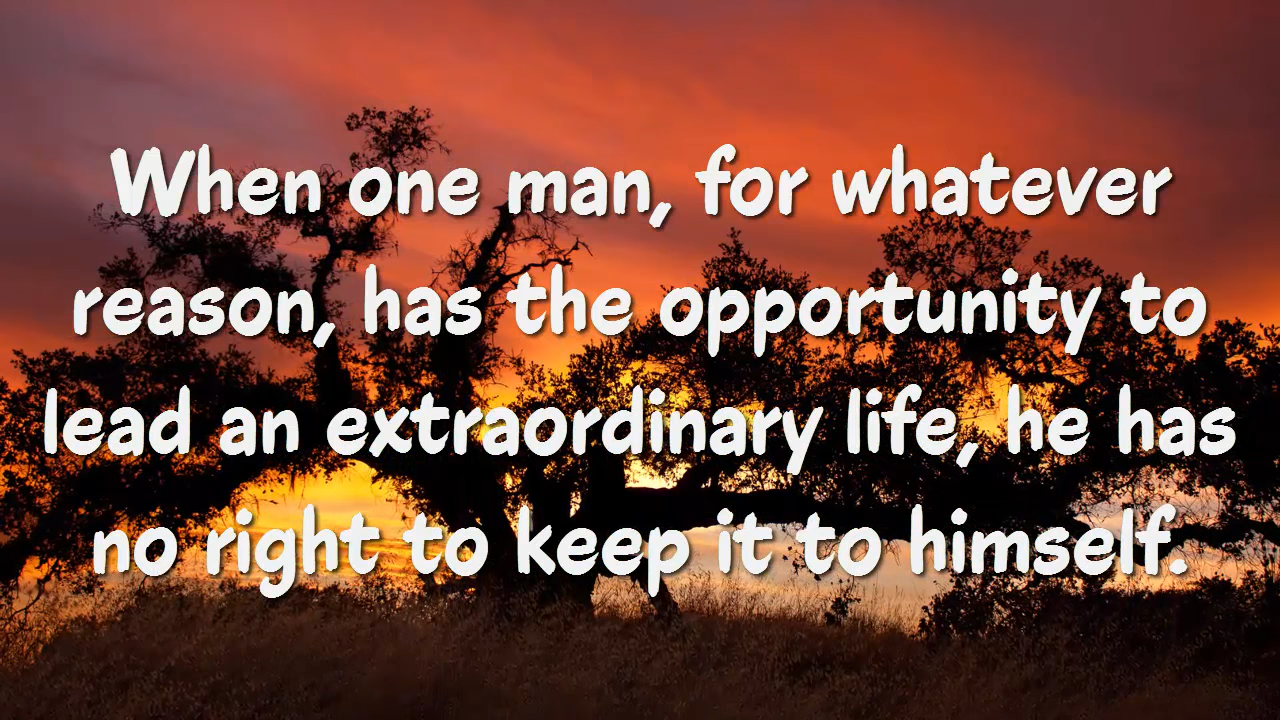 When one man, for whatever
reason, has the opportunity to
lead an extraordinary life, he has
no right to keep it to himself.